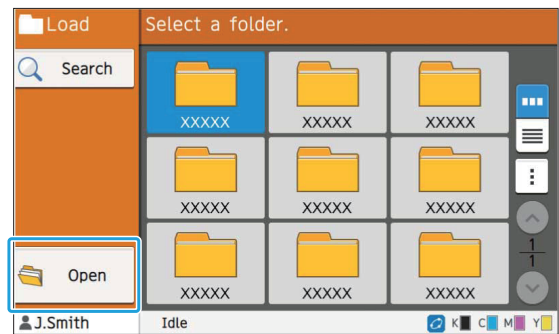 Load
Select a folder.
Search
XXXXX XXXXX XXXXX
XXXXX XXXXX XXXXX
1
1
Open
XXXXX XXXXX XXXXX
J.Smith
Idle
K C M Y